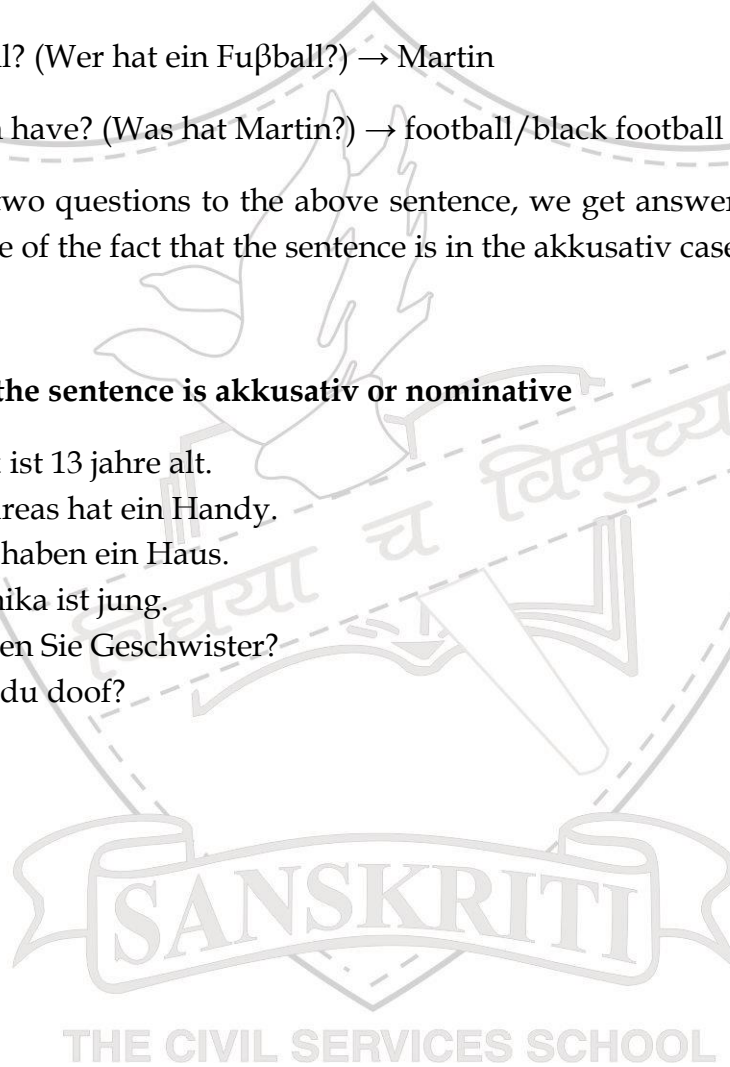 l? (Wer hat ein Fuβball?) → Martin
have? (Was hat Martin?) → football/black football
two questions to the above sentence, we get answer
e of the fact that the sentence is in the akkusativ case
the sentence is akkusativ or nominative
ist 13 jahre alt.
reas hat ein Handy.
haben ein Haus.
nika ist jung.
en Sie Geschwister?
du doof?
विद्यया च विमुच्य
SANSKRITI
THE CIVIL SERVICES SCHOOL